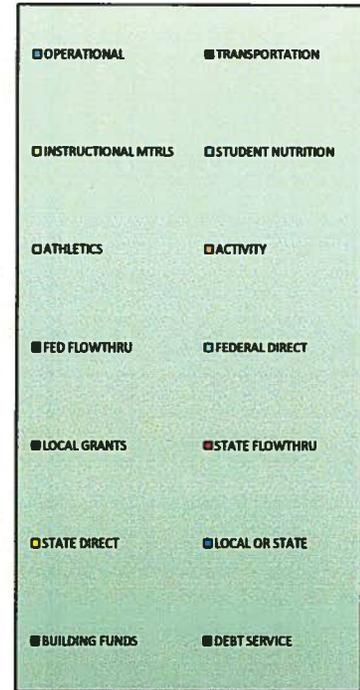 OPERATIONAL TRANSPORTATION
INSTRUCTIONAL MTRLS STUDENT NUTRITION
ATHLETICS ACTIVITY
FED FLOWTHRU FEDERAL DIRECT
LOCAL GRANTS STATE FLOWTHRU
STATE DIRECT LOCAL OR STATE
BUILDING FUNDS DEBT SERVICE